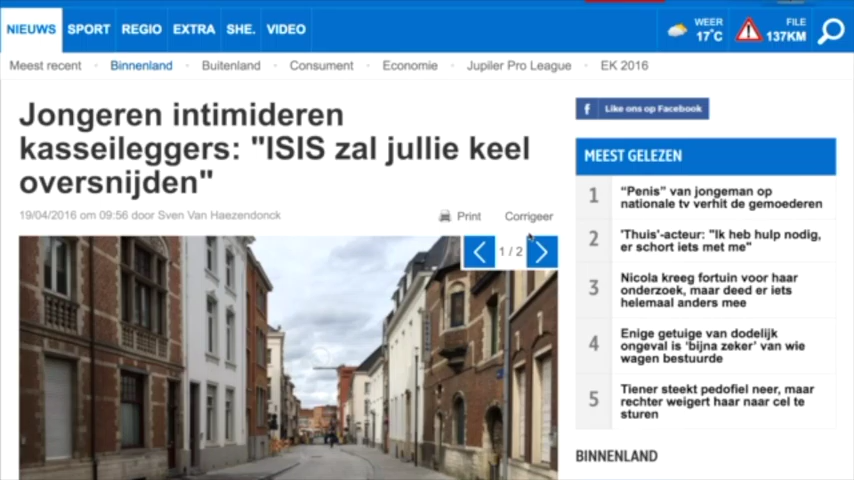 NIEUWS SPORT REGIO EXTRA SHE. VIDEO
WEER
17°C
FILE
137KM
Meest recent Binnenland Buitenland Consument Economie Jupiler Pro League EK 2016
Jongeren intimideren
kasseileggers: "ISIS zal jullie keel
oversnijden"
19/04/2016 om 09:56 door Sven Van Haezendonck
Print Corrigeer
1 / 2
f Like ons op Facebook
MEEST GELEZEN
1 “Penis” van jongeman op
nationale tv verhit de gemoederen
2 'Thuis'-acteur: "Ik heb hulp nodig,
er schort iets met me"
3 Nicola kreeg fortuin voor haar
onderzoek, maar deed er iets
helemaal anders mee
4 Enige getuige van dodelijk
ongeval is 'bijna zeker' van wie
wagen bestuurde
5 Tiener steekt pedofiel neer, maar
rechter weigert haar naar cel te
sturen
BINNENLAND